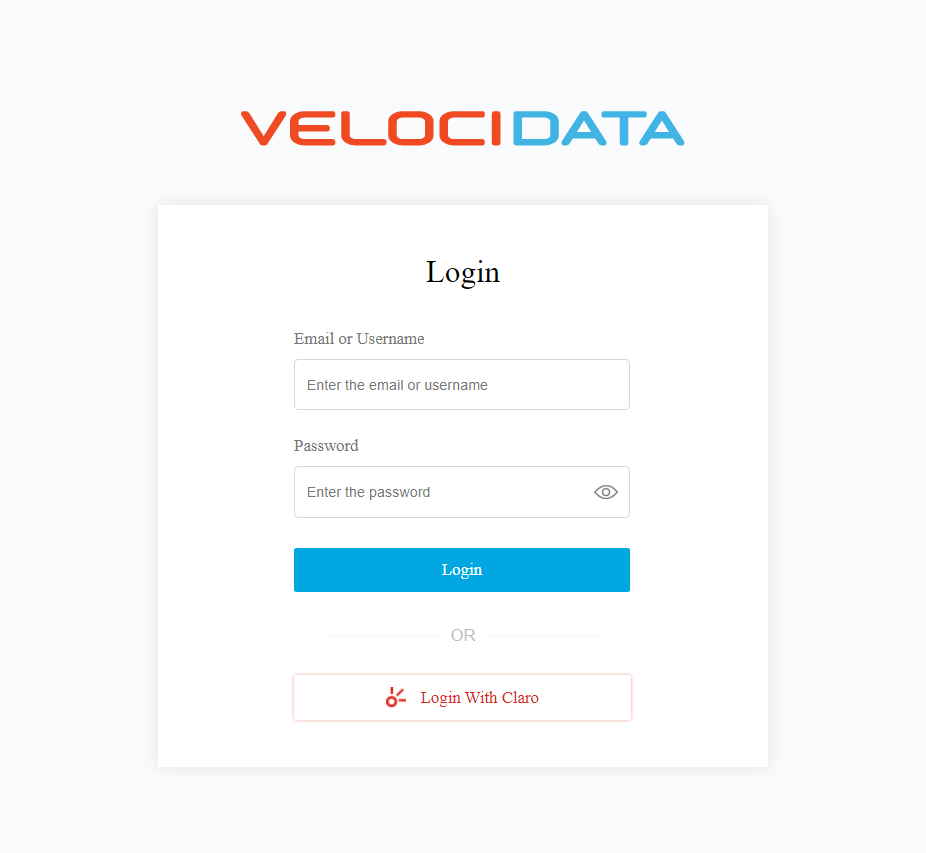 VELOCIDATA
Login
Email or Username
Enter the email or username
Password
Enter the password
Login
OR
Login With Claro